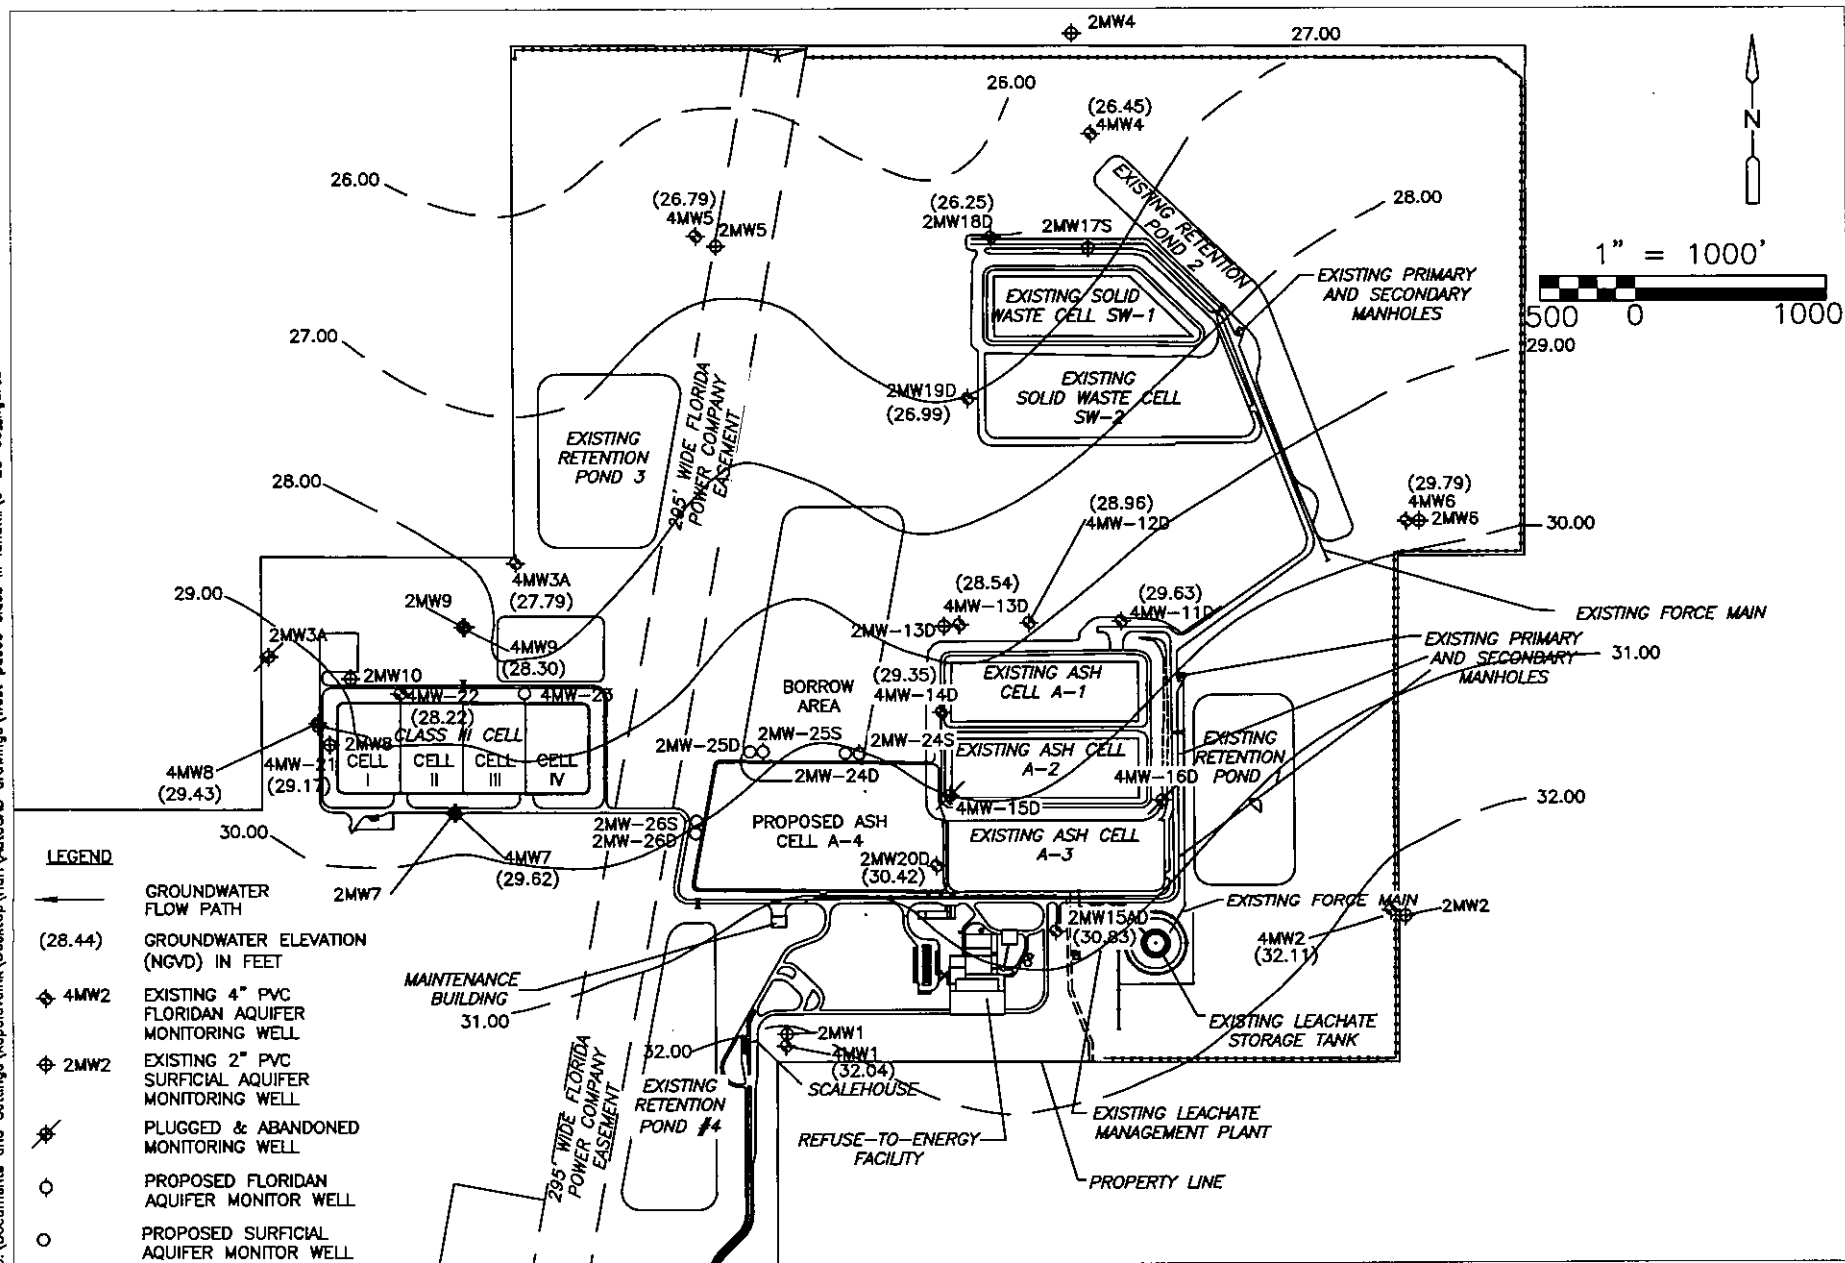 2MW4
27.00
26.00
(26.45)
4MW4
N
26.00
(26.79)
4MW5
2MW5
(26.25)
2MW18D
2MW17S
EXISTING RETENTION
POND 2
28.00
1" = 1000'
500 0 1000
EXISTING PRIMARY
AND SECONDARY
MANHOLES
EXISTING SOLID
WASTE CELL SW-1
27.00
29.00
2MW19D
(26.99)
EXISTING
SOLID WASTE CELL
SW-2
295' WIDE FLORIDA
POWER COMPANY
EASEMENT
EXISTING
RETENTION
POND 3
28.00
(28.96)
4MW-12D
(29.79)
4MW6
2MW6
30.00
4MW3A
(27.79)
29.00
2MW9
2MW3A
4MW9
(28.30)
2MW10
(28.54)
4MW-13D
2MW-13D
(29.63)
4MW-11D
EXISTING FORCE MAIN
EXISTING PRIMARY
AND SECONDARY
MANHOLES
31.00
4MW-22
(28.22)
4MW-23
BORROW
AREA
(29.35)
4MW-14D
EXISTING ASH
CELL A-1
CLASS III CELL
2MW8
CELL
I
CELL
II
CELL
III
CELL
IV
4MW8
(29.43)
4MW-21
(29.17)
2MW-25D
2MW-25S
2MW-24S
2MW-24D
EXISTING ASH CELL
A-2
4MW-16D
4MW-15D
EXISTING
RETENTION
POND 1
32.00
30.00
2MW-26S
2MW-26D
PROPOSED ASH
CELL A-4
EXISTING ASH CELL
A-3
4MW7
(29.62)
2MW7
2MW20D
(30.42)
EXISTING FORCE MAIN
2MW2
4MW2
(32.11)
2MW15AD
(30.83)
MAINTENANCE
BUILDING
31.00
EXISTING LEACHATE
STORAGE TANK
32.00
2MW1
4MW1
(32.04)
SCALEHOUSE
EXISTING
RETENTION
POND #4
295' WIDE FLORIDA
POWER COMPANY
EASEMENT
REFUSE-TO-ENERGY
FACILITY
EXISTING LEACHATE
MANAGEMENT PLANT
PROPERTY LINE
LEGEND
GROUNDWATER
FLOW PATH
(28.44) GROUNDWATER ELEVATION
(NGVD) IN FEET
4MW2 EXISTING 4" PVC
FLORIDAN AQUIFER
MONITORING WELL
2MW2 EXISTING 2" PVC
SURFICIAL AQUIFER
MONITORING WELL
PLUGGED & ABANDONED
MONITORING WELL
PROPOSED FLORIDAN
AQUIFER MONITOR WELL
PROPOSED SURFICIAL
AQUIFER MONITOR WELL